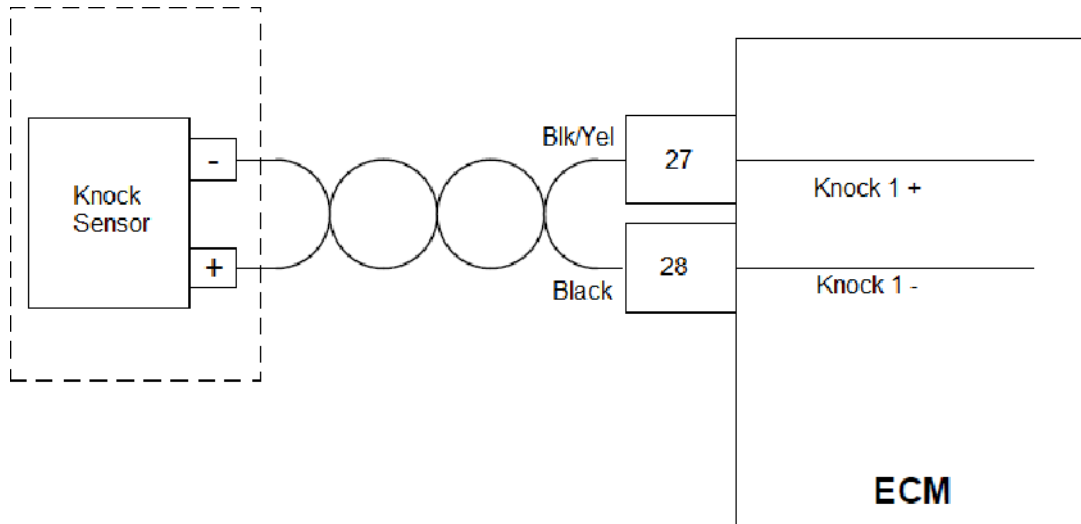 Knock
Sensor
-
+
Blk/Yel
Black
27
28
Knock 1 +
Knock 1 -
ECM